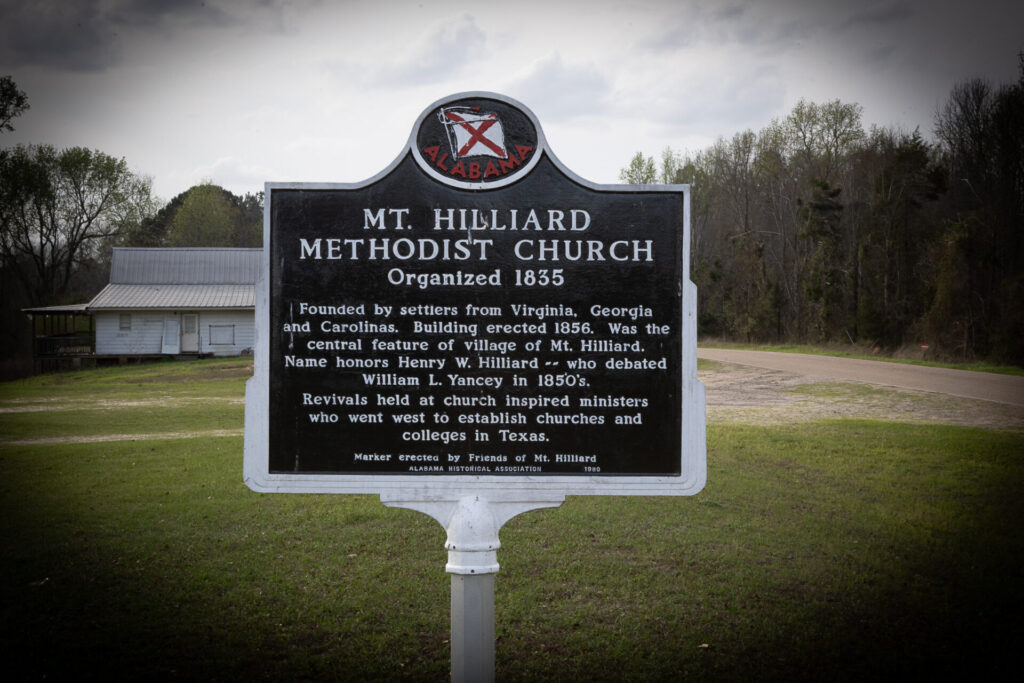 ALABAMA
MT. HILLIARD
METHODIST CHURCH
Organized 1835
Founded by settlers from Virginia, Georgia
and Carolinas. Building erected 1856. Was the
central feature of village of Mt. Hilliard.
Name honors Henry W. Hilliard -- who debated
William L. Yancey in 1850's.
Revivals held at church inspired ministers
who went west to establish churches and
colleges in Texas.
Marker erected by Friends of Mt. Hilliard
ALABAMA HISTORICAL ASSOCIATION 1980